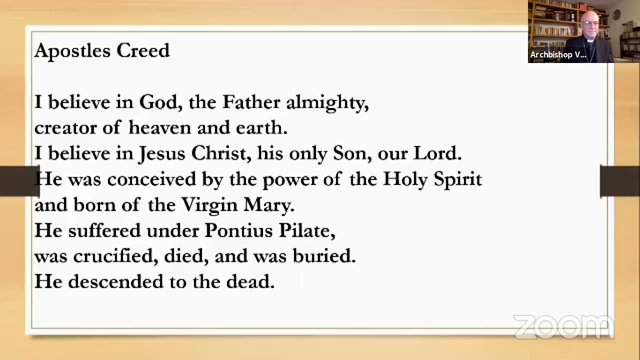 Apostles Creed
I believe in God, the Father almighty,
creator of heaven and earth.
I believe in Jesus Christ, his only Son, our Lord.
He was conceived by the power of the Holy Spirit
and born of the Virgin Mary.
He suffered under Pontius Pilate,
was crucified, died, and was buried.
He descended to the dead.
Archbishop V...
zoom